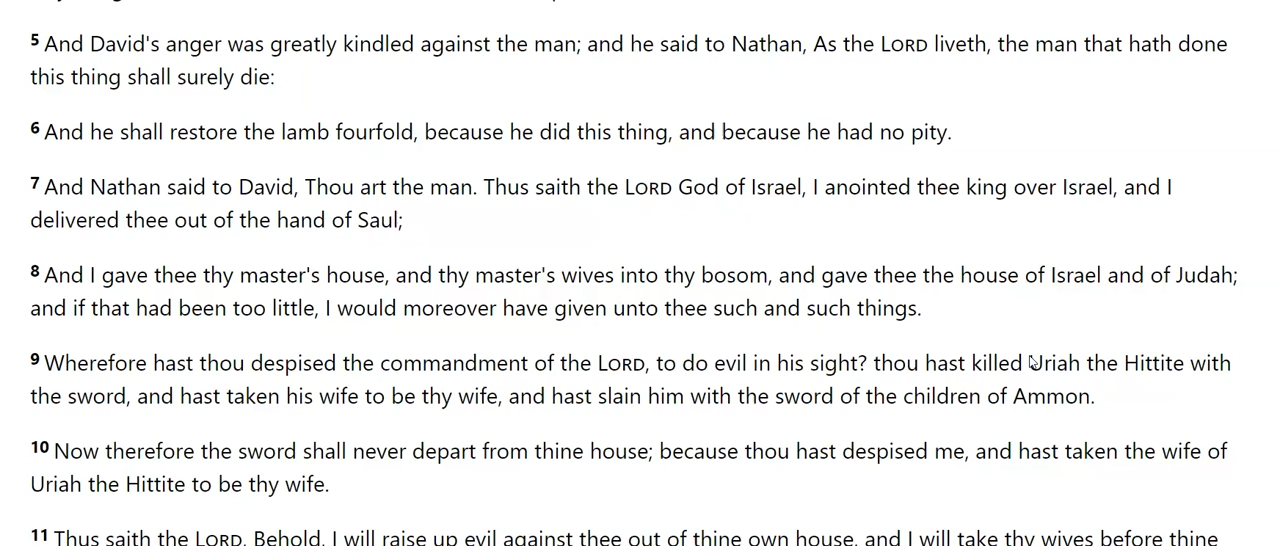 5 And David's anger was greatly kindled against the man; and he said to Nathan, As the LORD liveth, the man that hath done
this thing shall surely die:
6 And he shall restore the lamb fourfold, because he did this thing, and because he had no pity.
7 And Nathan said to David, Thou art the man. Thus saith the LORD God of Israel, I anointed thee king over Israel, and I
delivered thee out of the hand of Saul;
8 And I gave thee thy master's house, and thy master's wives into thy bosom, and gave thee the house of Israel and of Judah;
and if that had been too little, I would moreover have given unto thee such and such things.
9 Wherefore hast thou despised the commandment of the LORD, to do evil in his sight? thou hast killed Uriah the Hittite with
the sword, and hast taken his wife to be thy wife, and hast slain him with the sword of the children of Ammon.
10 Now therefore the sword shall never depart from thine house; because thou hast despised me, and hast taken the wife of
Uriah the Hittite to be thy wife.
11 Thus saith the LORD, Behold, I will raise up evil against thee out of thine own house, and I will take thy wives before thine